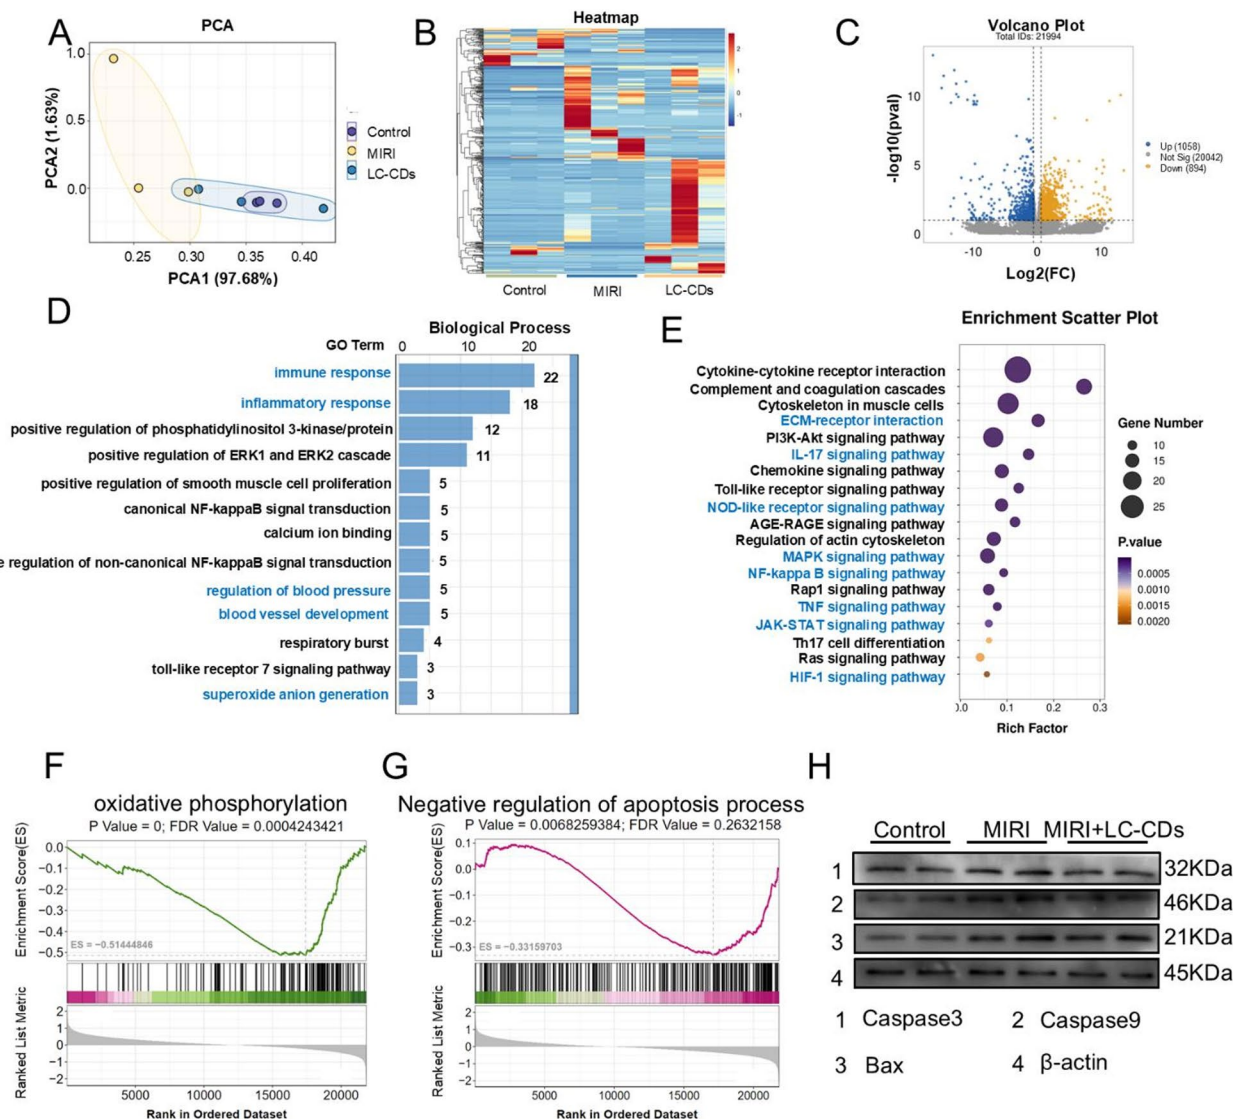 A
PCA
PCA2 (1.63%)
1.0
0.5
0.0
0.25
0.30
0.35
0.40
PCA1 (97.68%)
Control
MIRI
LC-CDs
B
Heatmap
2
1
0
-1
Control
MIRI
LC-CDs
C
Volcano Plot
Total IDs: 21994
-log10(pval)
10
5
0
-10
0
10
Log2(FC)
Up (1058)
Not Sig (20042)
Down (894)
D
Biological Process
GO Term
0
10
20
immune response 22
inflammatory response 18
positive regulation of phosphatidylinositol 3-kinase/protein 12
positive regulation of ERK1 and ERK2 cascade 11
positive regulation of smooth muscle cell proliferation 5
canonical NF-kappaB signal transduction 5
calcium ion binding 5
e regulation of non-canonical NF-kappaB signal transduction 5
regulation of blood pressure 5
blood vessel development 5
respiratory burst 4
toll-like receptor 7 signaling pathway 3
superoxide anion generation 3
E
Enrichment Scatter Plot
Cytokine-cytokine receptor interaction
Complement and coagulation cascades
Cytoskeleton in muscle cells
ECM-receptor interaction
PI3K-Akt signaling pathway
IL-17 signaling pathway
Chemokine signaling pathway
Toll-like receptor signaling pathway
NOD-like receptor signaling pathway
AGE-RAGE signaling pathway
Regulation of actin cytoskeleton
MAPK signaling pathway
NF-kappa B signaling pathway
Rap1 signaling pathway
TNF signaling pathway
JAK-STAT signaling pathway
Th17 cell differentiation
Ras signaling pathway
HIF-1 signaling pathway
0.0
0.1
0.2
0.3
Rich Factor
Gene Number
10
15
20
25
P.value
0.0005
0.0010
0.0015
0.0020
F
oxidative phosphorylation
P Value = 0; FDR Value = 0.0004243421
Enrichment Score(ES)
0.0
−0.1
−0.2
−0.3
−0.4
−0.5
ES = −0.51444846
Ranked List Metric
2
1
0
−1
−2
5000
10000
15000
20000
Rank in Ordered Dataset
G
Negative regulation of apoptosis process
P Value = 0.0068259384; FDR Value = 0.2632158
Enrichment Score(ES)
0.1
0.0
−0.1
−0.2
−0.3
ES = −0.33159703
Ranked List Metric
2
1
0
−1
−2
5000
10000
15000
20000
Rank in Ordered Dataset
H
Control MIRI MIRI+LC-CDs
1 32KDa
2 46KDa
3 21KDa
4 45KDa
1 Caspase3 2 Caspase9
3 Bax 4 β-actin